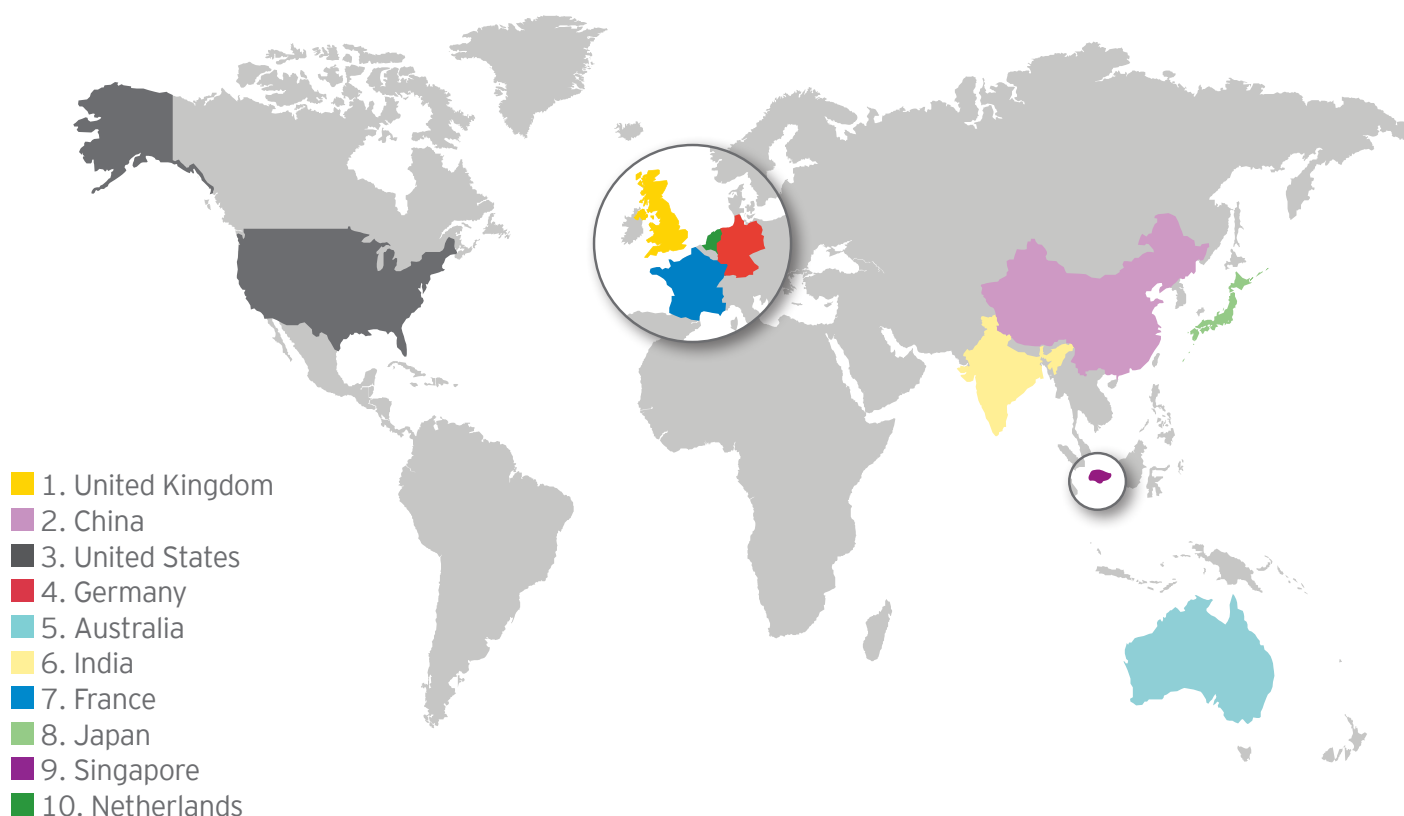 1. United Kingdom
2. China
3. United States
4. Germany
5. Australia
6. India
7. France
8. Japan
9. Singapore
10. Netherlands